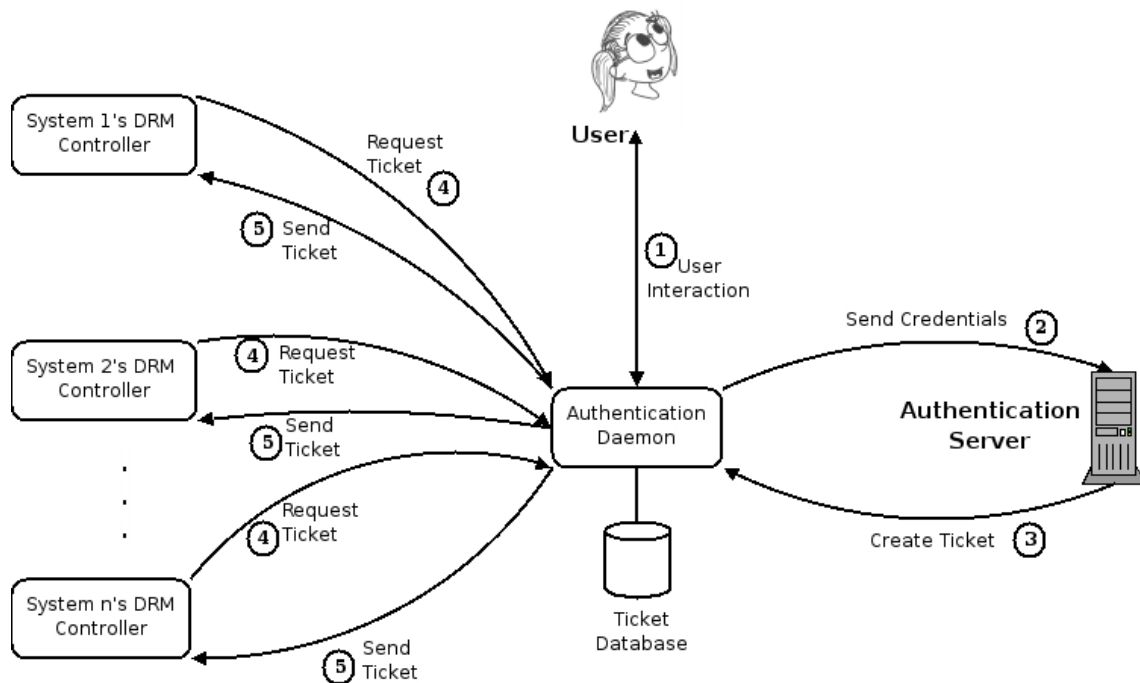 User
System 1's DRM
Controller
Request
Ticket
4
5
Send
Ticket
1
User
Interaction
Send Credentials
2
System 2's DRM
Controller
4
Request
Ticket
5
Send
Ticket
Authentication
Daemon
Authentication
Server
Request
Ticket
4
Create Ticket
3
System n's DRM
Controller
Ticket
Database
5
Send
Ticket